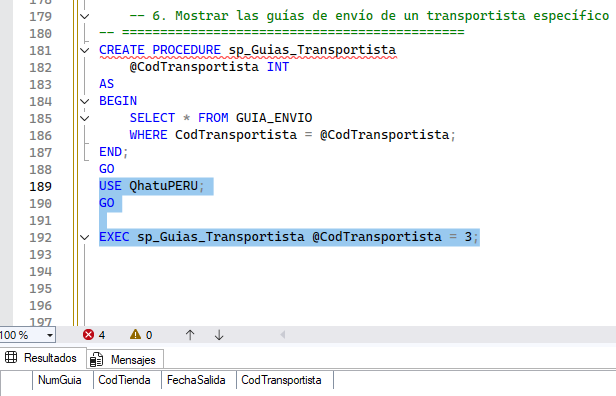 178
179 -- 6. Mostrar las guías de envío de un transportista específico
180 -- =============================================
181 CREATE PROCEDURE sp_Guias_Transportista
182 @CodTransportista INT
183 AS
184 BEGIN
185 SELECT * FROM GUIA_ENVIO
186 WHERE CodTransportista = @CodTransportista;
187 END;
188 GO
189 USE QhatuPERU;
190 GO
191
192 EXEC sp_Guias_Transportista @CodTransportista = 3;
193
194
195
196
197
100 % 4 0
Resultados Mensajes
NumGuia CodTienda FechaSalida CodTransportista